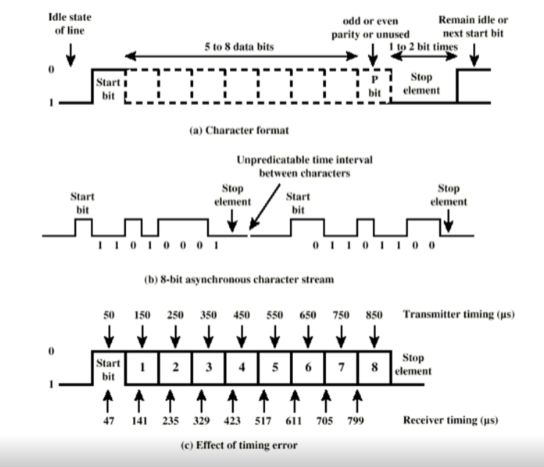 Idle state
of line
odd or even
parity or unused
Remain idle or
next start bit
5 to 8 data bits
1 to 2 bit times
0
1
Start
bit
P
bit
Stop
element
(a) Character format
Unpredicatable time interval
between characters
Start
bit
Stop
element
Start
bit
Stop
element
1 1 0 1 0 0 0 1
0 1 1 0 1 1 0 0
(b) 8-bit asynchronous character stream
50 150 250 350 450 550 650 750 850 Transmitter timing (µs)
0
1
Start
bit
1 2 3 4 5 6 7 8
Stop
element
47 141 235 329 423 517 611 705 799 Receiver timing (µs)
(c) Effect of timing error